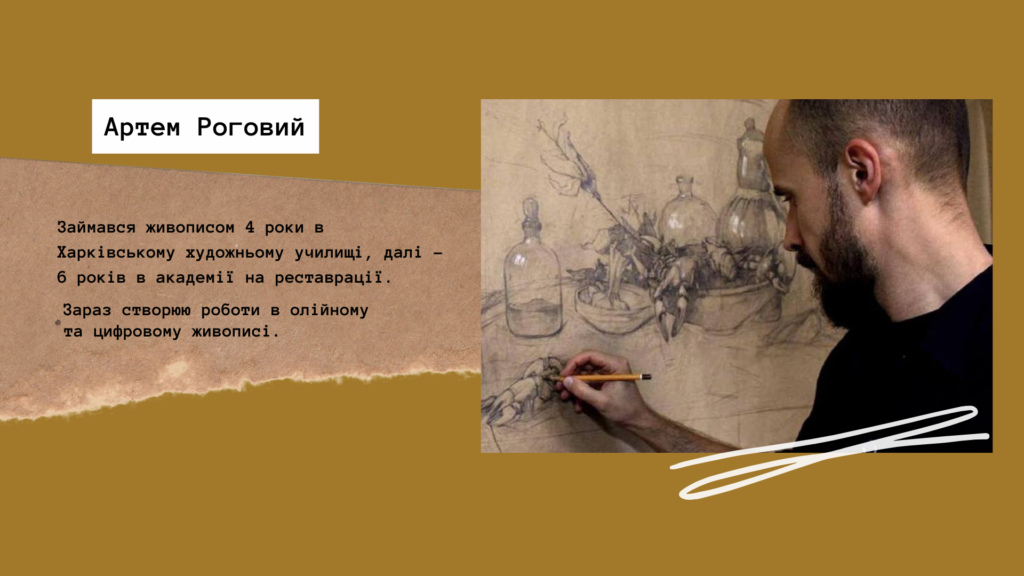 Артем Роговий
Займався живописом 4 роки в
Харківському художньому училищі, далі –
6 років в академії на реставрації.
Зараз створюю роботи в олійному
та цифровому живописі.